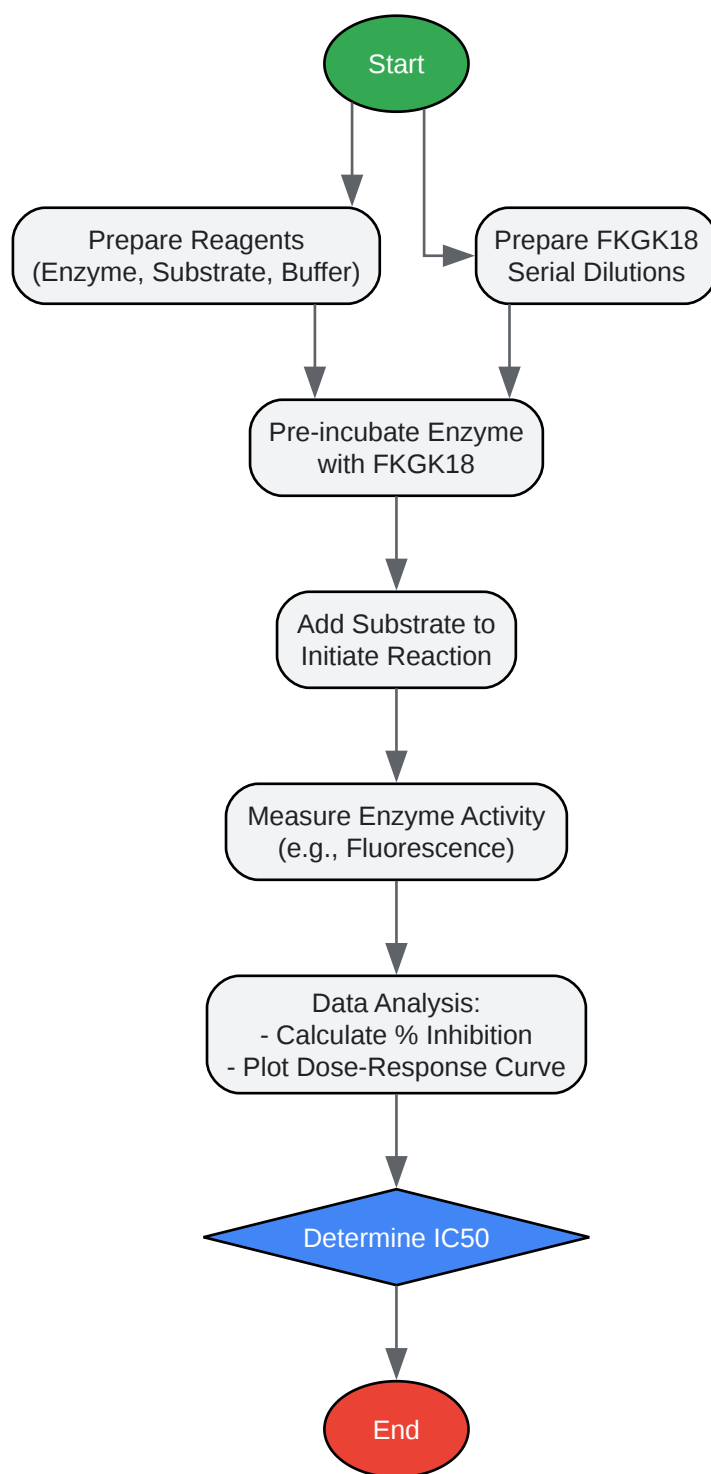 Start
Prepare Reagents
(Enzyme, Substrate, Buffer)
Prepare FKGK18
Serial Dilutions
Pre-incubate Enzyme
with FKGK18
Add Substrate to
Initiate Reaction
Measure Enzyme Activity
(e.g., Fluorescence)
Data Analysis:
- Calculate % Inhibition
- Plot Dose-Response Curve
Determine IC50
End